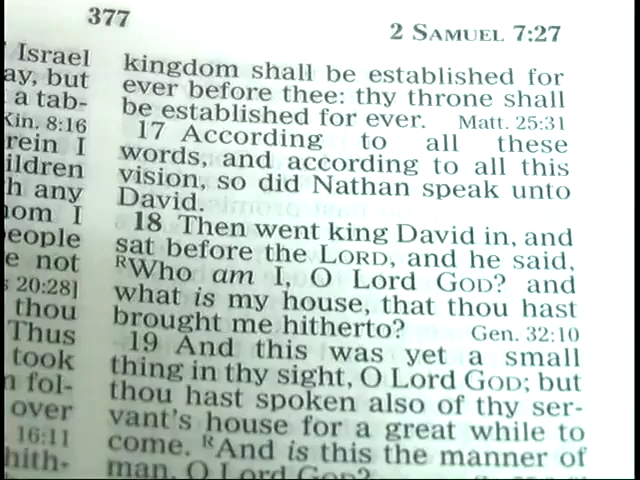 377
2 SAMUEL 7:27
Israel
ay, but
a tab-
Kin. 8:16
rein I
ildren
h any
nom I
people
e not
s 20:28]
thou
Thus
took
n fol-
over
16:11
hith-
kingdom shall be established for
ever before thee: thy throne shall
be established for ever. Matt. 25:31
17 According to all these
words, and according to all this
vision, so did Nathan speak unto
David.
18 Then went king David in, and
sat before the LORD, and he said,
RWho am I, O Lord GOD? and
what is my house, that thou hast
brought me hitherto? Gen. 32:10
19 And this was yet a small
thing in thy sight, O Lord GOD; but
thou hast spoken also of thy ser-
vant's house for a great while to
come. RAnd is this the manner of
man, O Lord GOD?